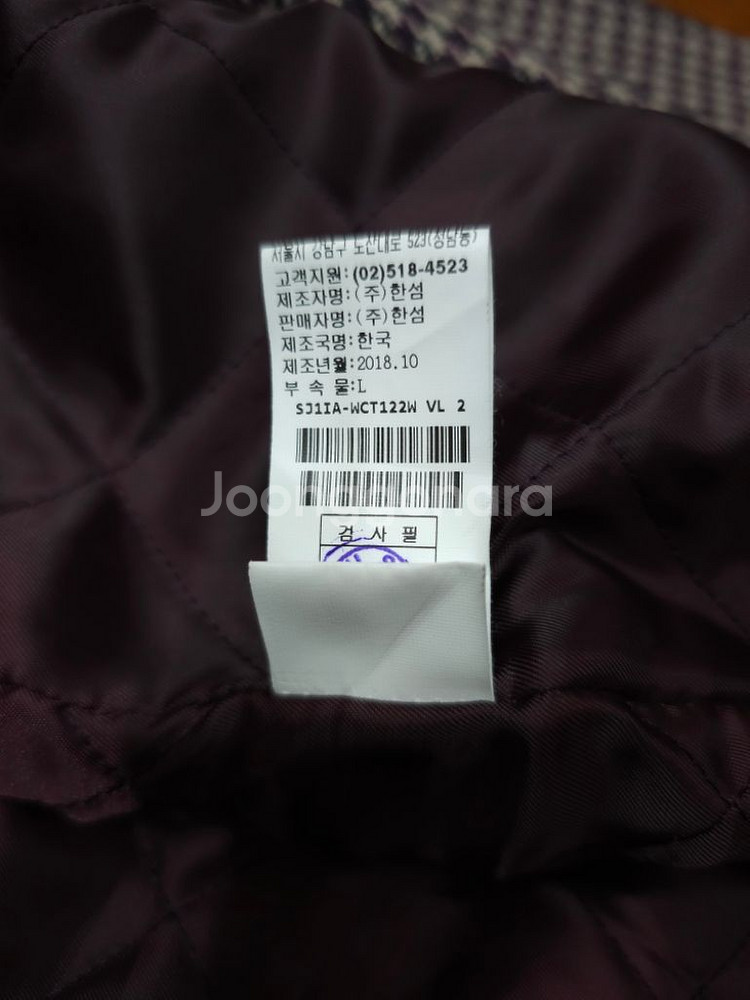 서울시 강남구 도산대로 523(청담동)
고객지원:(02)518-4523
제조자명:(주)한섬
판매자명:(주)한섬
제조국명:한국
제조년월:2018.10
부 속 물:L
SJ1IA-WCT122W VL 2
Joonggonara
검 사 필